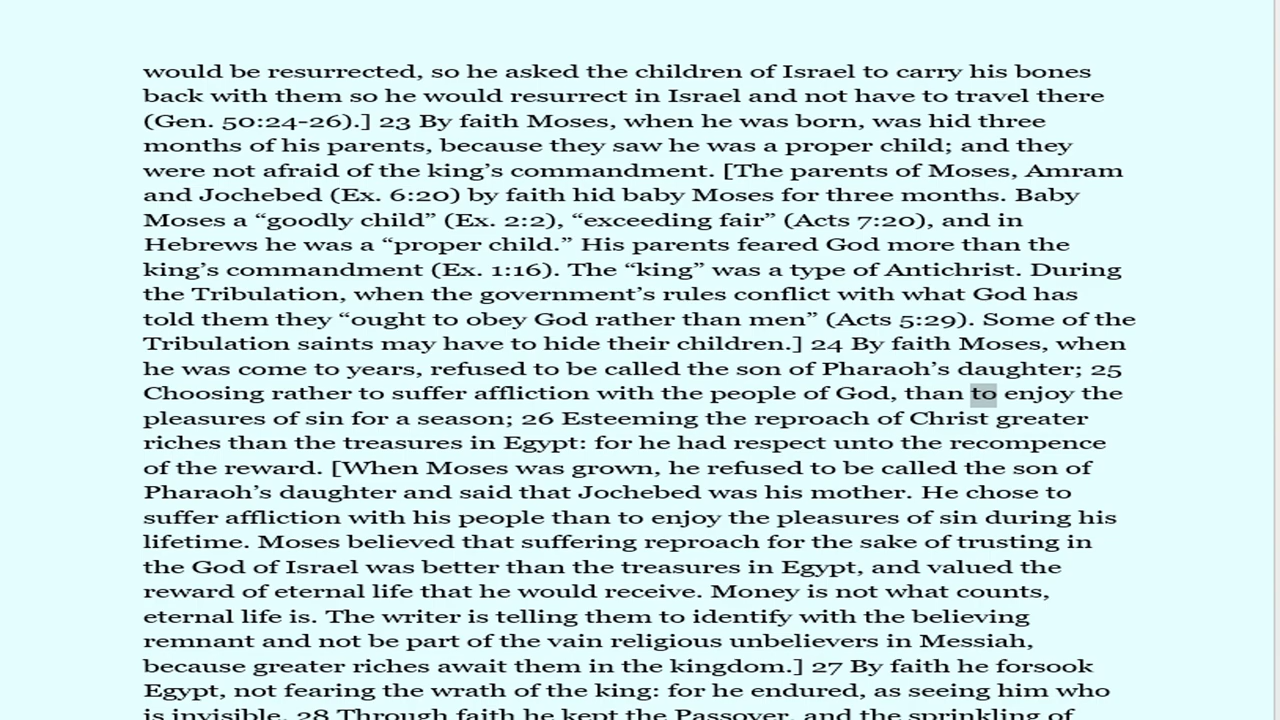 would be resurrected, so he asked the children of Israel to carry his bones
back with them so he would resurrect in Israel and not have to travel there
(Gen. 50:24-26).] 23 By faith Moses, when he was born, was hid three
months of his parents, because they saw he was a proper child; and they
were not afraid of the king’s commandment. [The parents of Moses, Amram
and Jochebed (Ex. 6:20) by faith hid baby Moses for three months. Baby
Moses a “goodly child” (Ex. 2:2), “exceeding fair” (Acts 7:20), and in
Hebrews he was a “proper child.” His parents feared God more than the
king’s commandment (Ex. 1:16). The “king” was a type of Antichrist. During
the Tribulation, when the government’s rules conflict with what God has
told them they “ought to obey God rather than men” (Acts 5:29). Some of the
Tribulation saints may have to hide their children.] 24 By faith Moses, when
he was come to years, refused to be called the son of Pharaoh’s daughter; 25
Choosing rather to suffer affliction with the people of God, than to enjoy the
pleasures of sin for a season; 26 Esteeming the reproach of Christ greater
riches than the treasures in Egypt: for he had respect unto the recompence
of the reward. [When Moses was grown, he refused to be called the son of
Pharaoh’s daughter and said that Jochebed was his mother. He chose to
suffer affliction with his people than to enjoy the pleasures of sin during his
lifetime. Moses believed that suffering reproach for the sake of trusting in
the God of Israel was better than the treasures in Egypt, and valued the
reward of eternal life that he would receive. Money is not what counts,
eternal life is. The writer is telling them to identify with the believing
remnant and not be part of the vain religious unbelievers in Messiah,
because greater riches await them in the kingdom.] 27 By faith he forsook
Egypt, not fearing the wrath of the king: for he endured, as seeing him who
is invisible. 28 Through faith he kept the Passover, and the sprinkling of